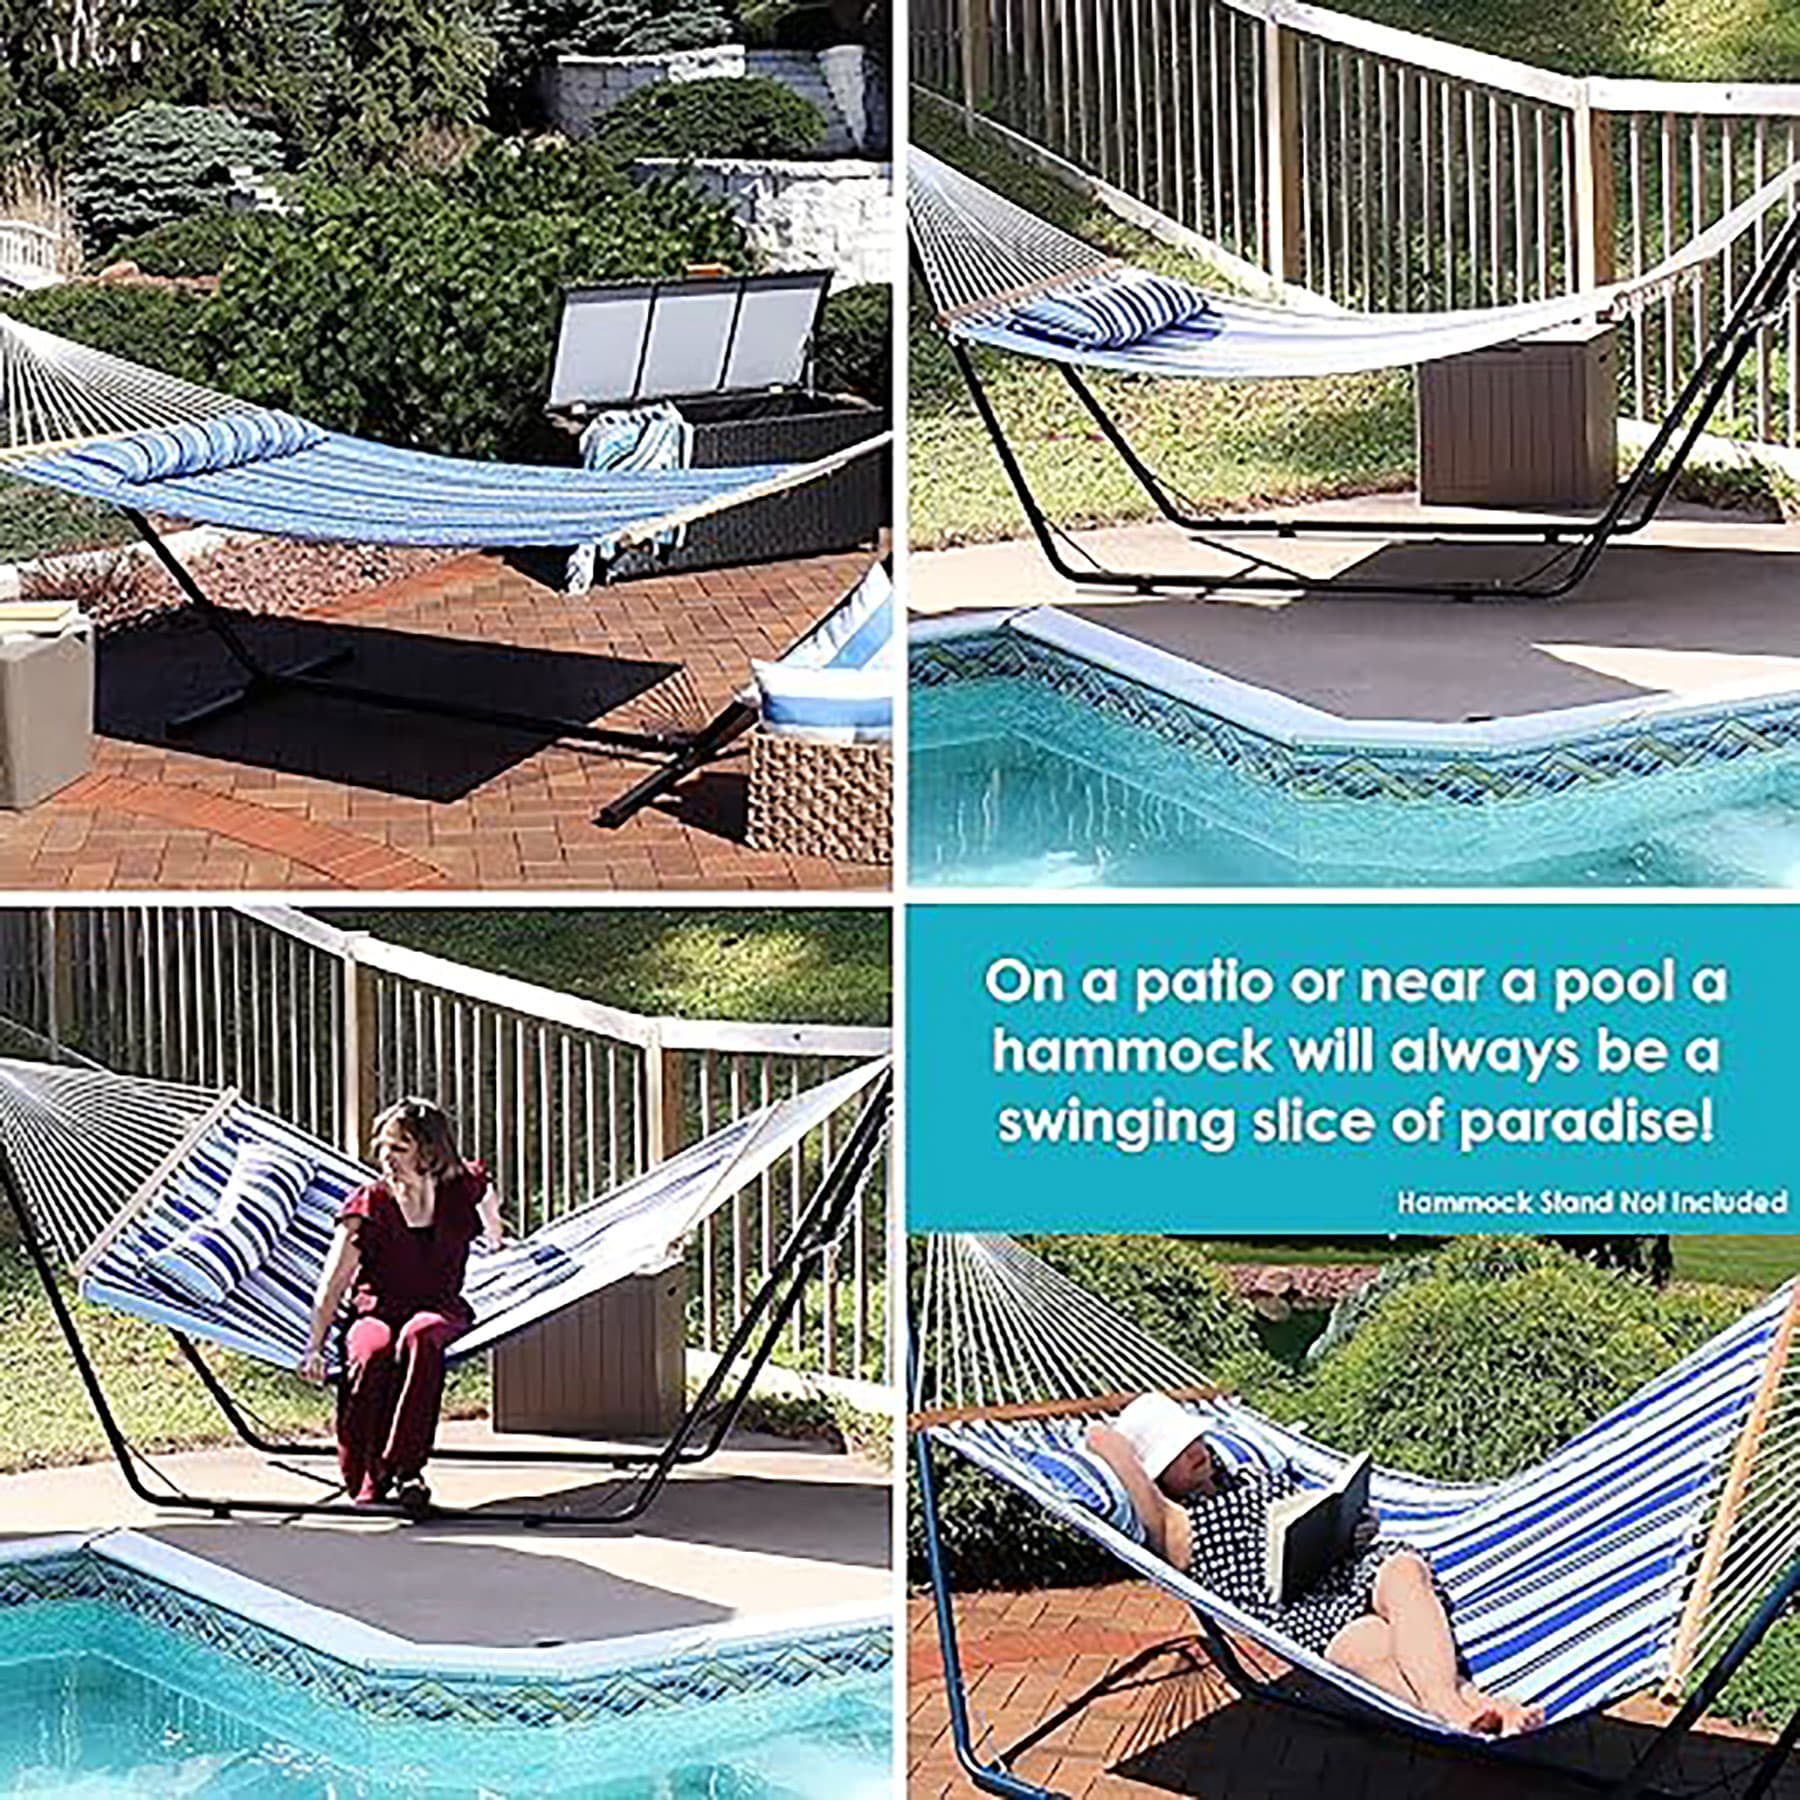 On a patio or near a pool a
hammock will always be a
swinging slice of paradise!
Hammock Stand Not Included